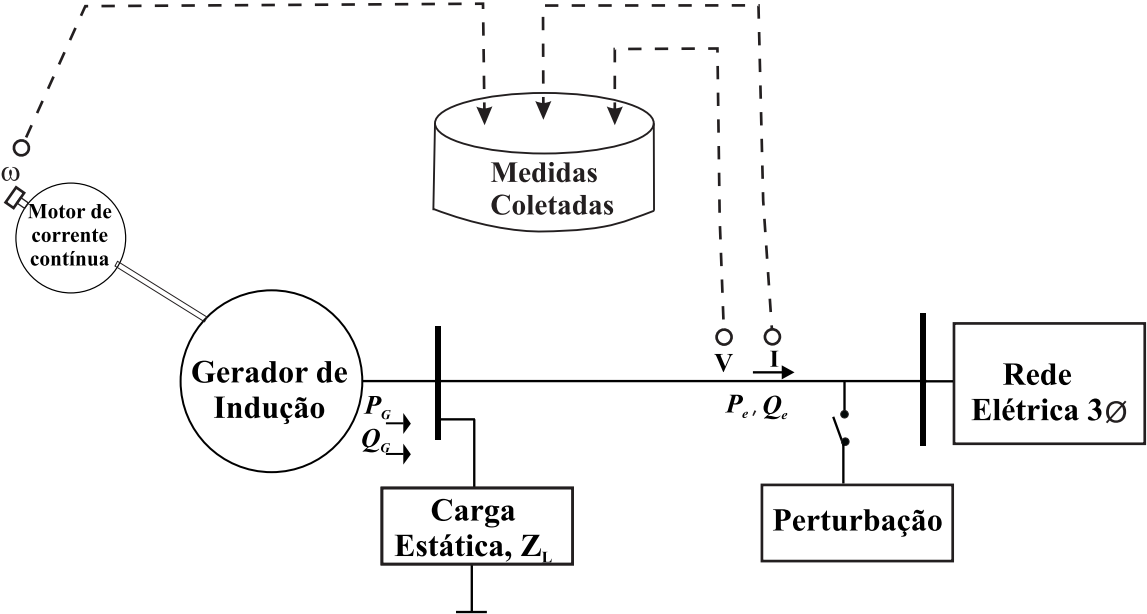 ω
Motor de
corrente
contínua
Medidas
Coletadas
Gerador de
Indução
P_G
Q_G
V
I
P_e, Q_e
Rede
Elétrica 3∅
Carga
Estática, Z_L
Perturbação